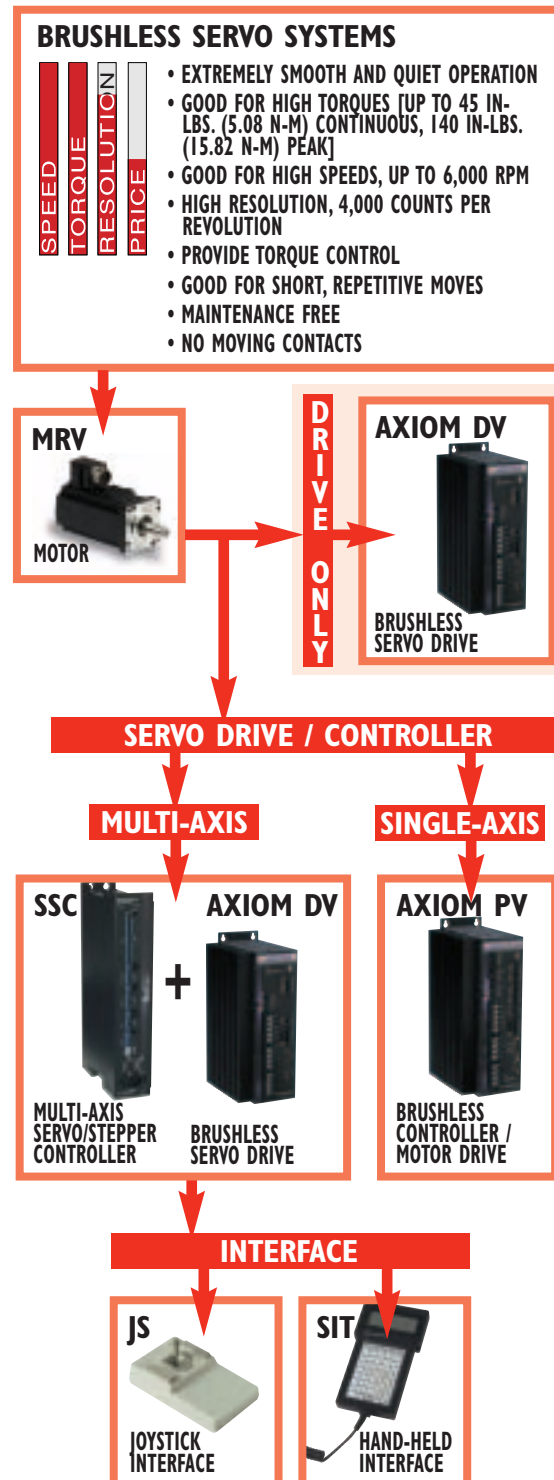 BRUSHLESS SERVO SYSTEMS
SPEED
TORQUE
RESOLUTION
PRICE
• EXTREMELY SMOOTH AND QUIET OPERATION
• GOOD FOR HIGH TORQUES [UP TO 45 IN-
LBS. (5.08 N-M) CONTINUOUS, 140 IN-LBS.
(15.82 N-M) PEAK]
• GOOD FOR HIGH SPEEDS, UP TO 6,000 RPM
• HIGH RESOLUTION, 4,000 COUNTS PER
REVOLUTION
• PROVIDE TORQUE CONTROL
• GOOD FOR SHORT, REPETITIVE MOVES
• MAINTENANCE FREE
• NO MOVING CONTACTS
MRV
MOTOR
DRIVE ONLY
AXIOM DV
BRUSHLESS
SERVO DRIVE
SERVO DRIVE / CONTROLLER
MULTI-AXIS
SINGLE-AXIS
SSC
+
AXIOM DV
MULTI-AXIS
SERVO/STEPPER
CONTROLLER
BRUSHLESS
SERVO DRIVE
AXIOM PV
BRUSHLESS
CONTROLLER /
MOTOR DRIVE
INTERFACE
JS
JOYSTICK
INTERFACE
SIT
HAND-HELD
INTERFACE